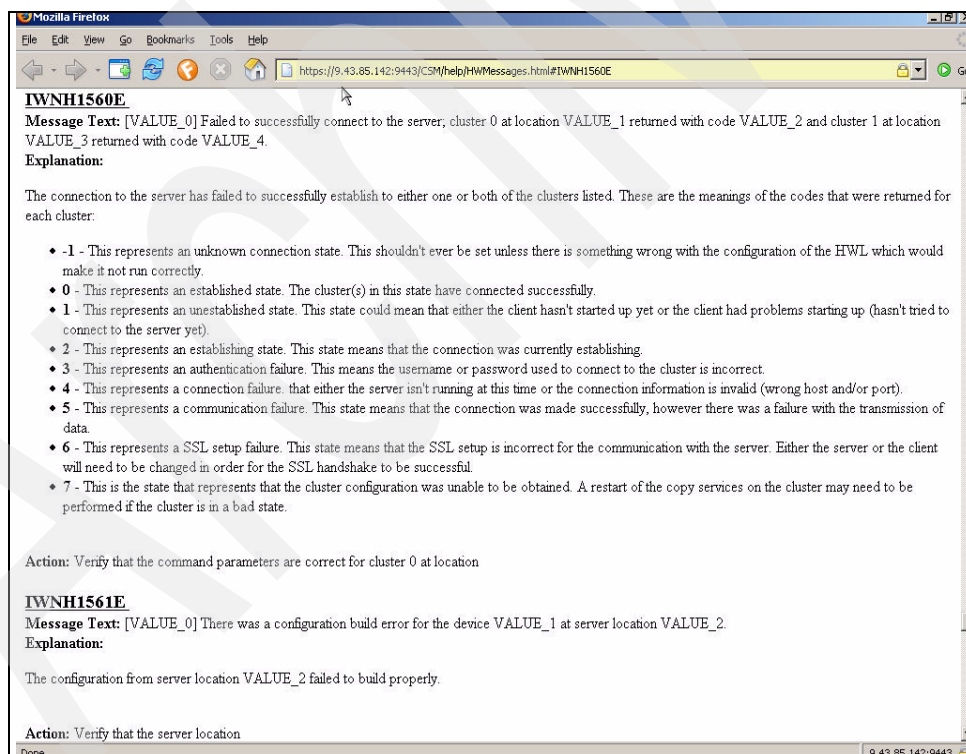 Mozilla Firefox
File Edit View Go Bookmarks Tools Help
https://9.43.85.142:9443/CSM/help/HWMessages.html#IWNH1560E
IWNH1560E
Message Text: [VALUE_0] Failed to successfully connect to the server; cluster 0 at location VALUE_1 returned with code VALUE_2 and cluster 1 at location
VALUE_3 returned with code VALUE_4.
Explanation:
The connection to the server has failed to successfully establish to either one or both of the clusters listed. These are the meanings of the codes that were returned for
each cluster:
-1 - This represents an unknown connection state. This shouldn't ever be set unless there is something wrong with the configuration of the HWL which would
make it not run correctly.
0 - This represents an established state. The cluster(s) in this state have connected successfully.
1 - This represents an unestablished state. This state could mean that either the client hasn't started up yet or the client had problems starting up (hasn't tried to
connect to the server yet).
2 - This represents an establishing state. This state means that the connection was currently establishing.
3 - This represents an authentication failure. This means the username or password used to connect to the cluster is incorrect.
4 - This represents a connection failure. that either the server isn't running at this time or the connection information is invalid (wrong host and/or port).
5 - This represents a communication failure. This state means that the connection was made successfully, however there was a failure with the transmission of
data.
6 - This represents a SSL setup failure. This state means that the SSL setup is incorrect for the communication with the server. Either the server or the client
will need to be changed in order for the SSL handshake to be successful.
7 - This is the state that represents that the cluster configuration was unable to be obtained. A restart of the copy services on the cluster may need to be
performed if the cluster is in a bad state.
Action: Verify that the command parameters are correct for cluster 0 at location
IWNH1561E
Message Text: [VALUE_0] There was a configuration build error for the device VALUE_1 at server location VALUE_2.
Explanation:
The configuration from server location VALUE_2 failed to build properly.
Action: Verify that the server location
Done 9.43.85.142:9443